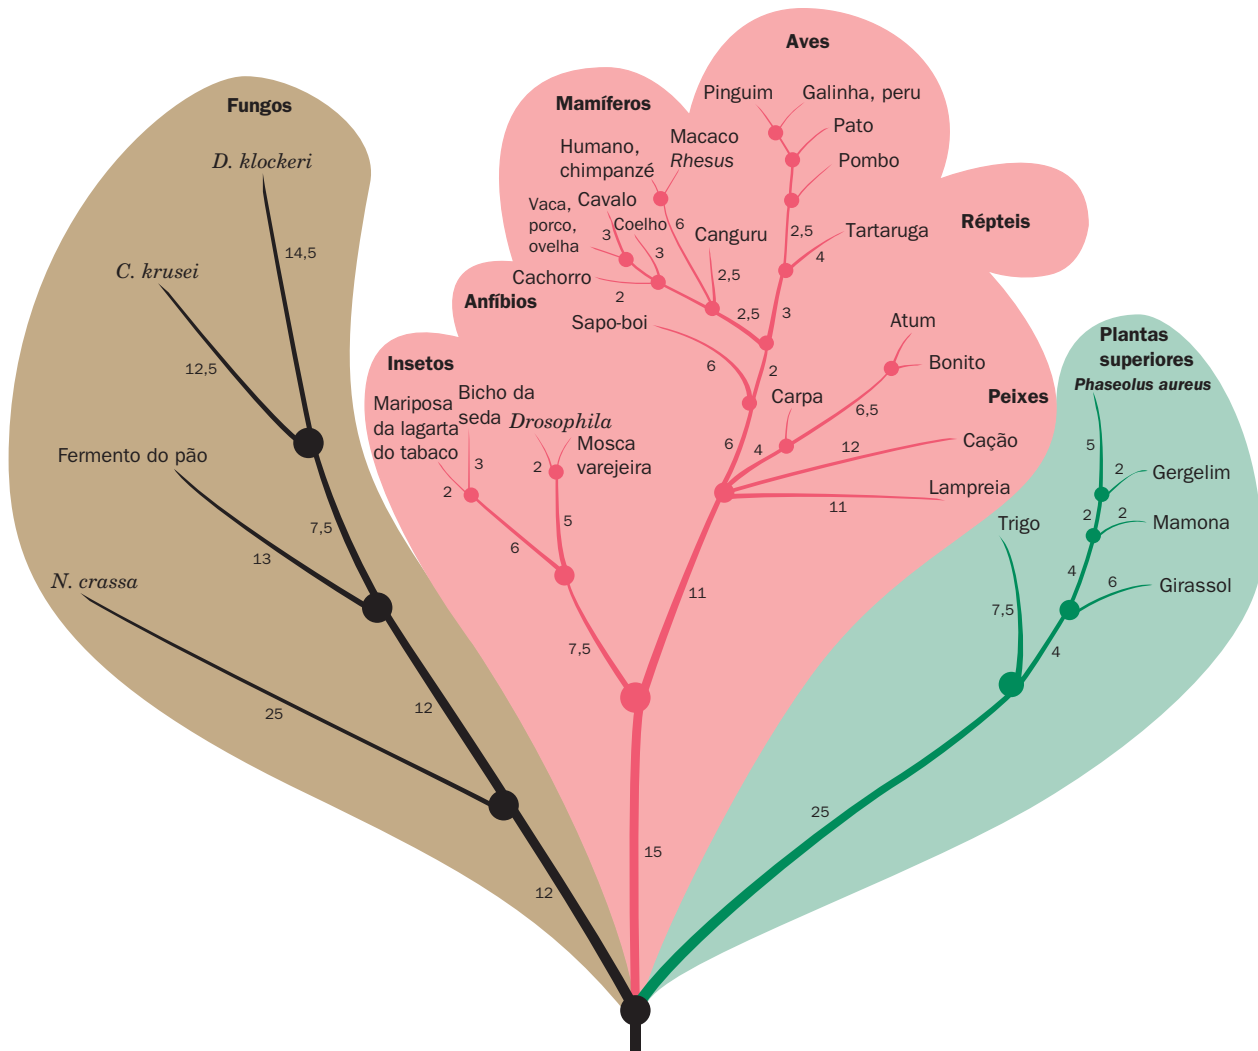 Fungos
D. klockeri
14,5
C. krusei
12,5
Fermento do pão
7,5
13
N. crassa
12
25
12
Insetos
Mariposa
da lagarta
do tabaco
Bicho da
seda
Drosophila
Mosca
varejeira
3
2
2
5
6
7,5
15
11
Anfíbios
Sapo-boi
6
6
2
Mamíferos
Humano,
chimpanzé
Macaco
Rhesus
Vaca,
porco,
ovelha
Cavalo
Coelho
Canguru
Cachorro
3
3
6
2,5
2
2,5
3
Aves
Pinguim
Galinha, peru
Pato
Pombo
2,5
Répteis
Tartaruga
4
Peixes
Atum
Bonito
Carpa
Cação
Lampreia
4
6,5
12
11
Plantas
superiores
Phaseolus aureus
Gergelim
Mamona
Girassol
Trigo
5
2
2
2
4
6
7,5
4
25